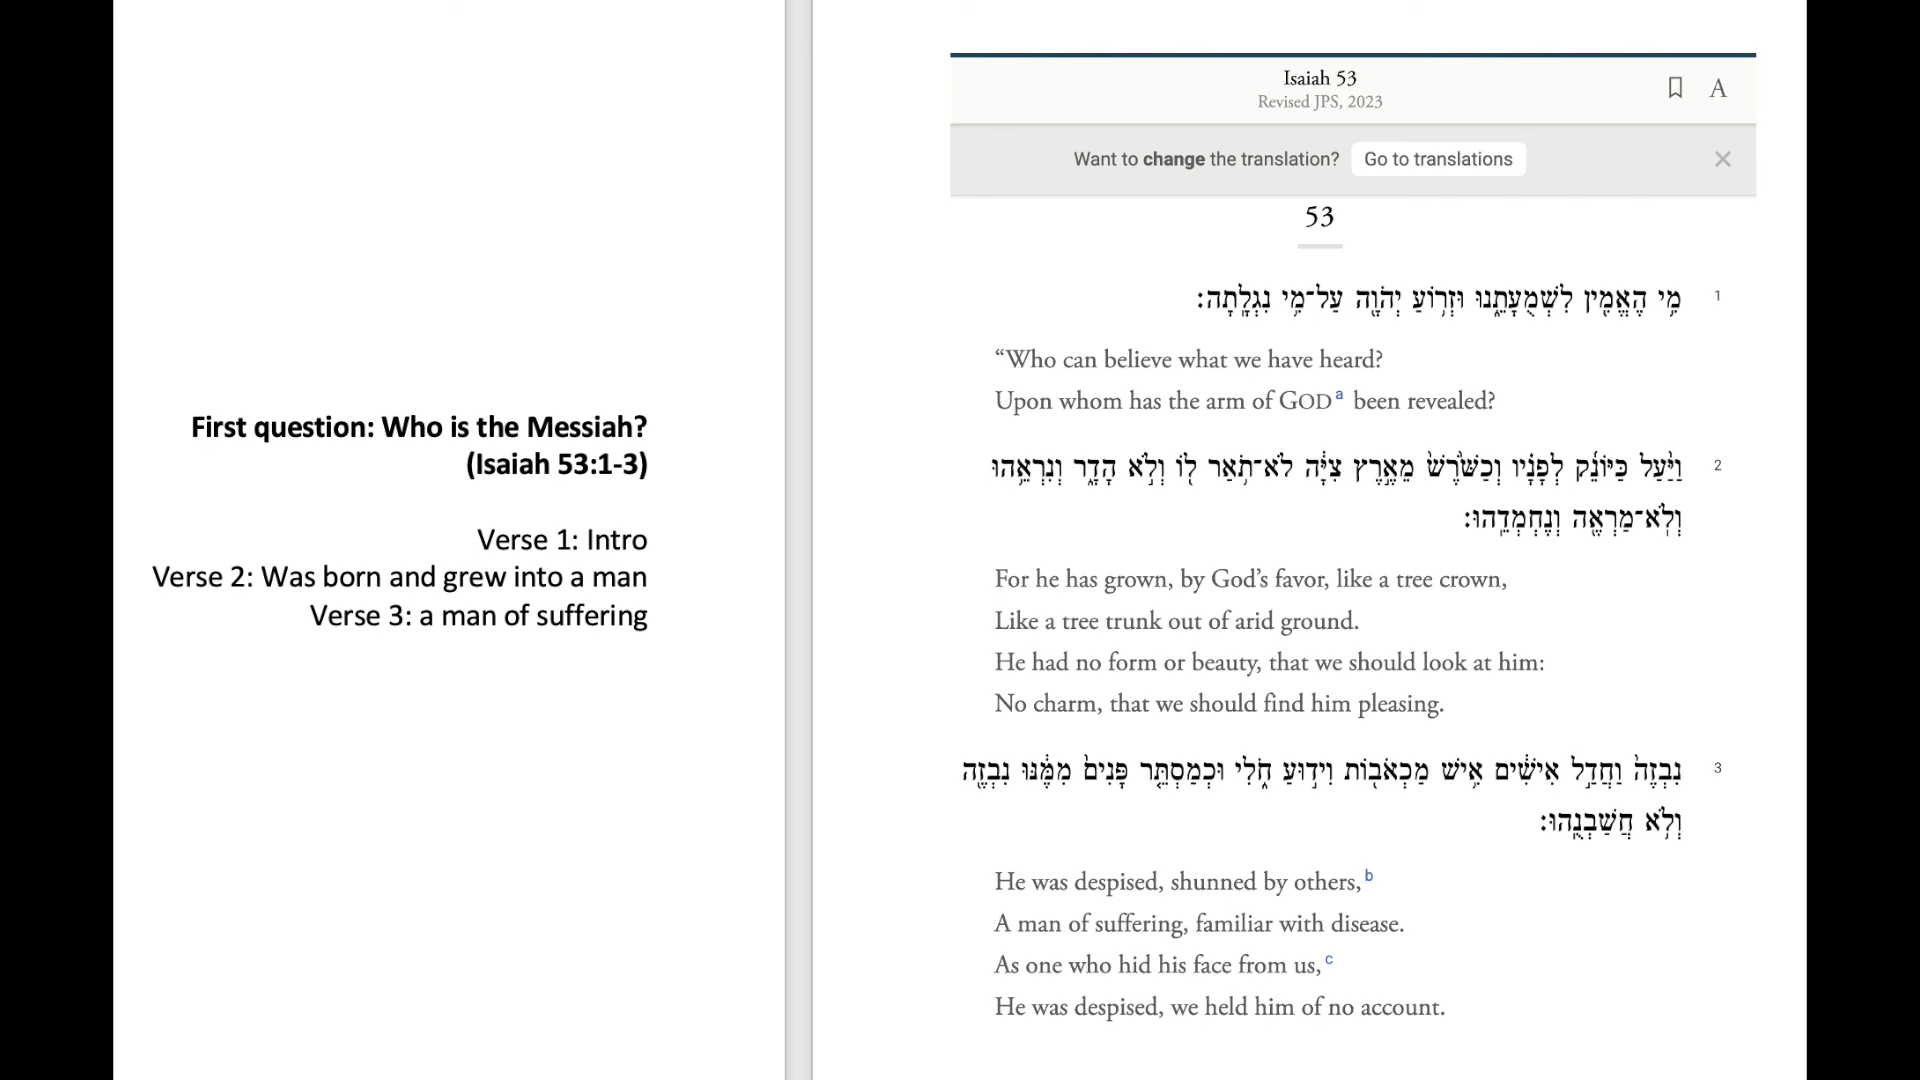 First question: Who is the Messiah?
(Isaiah 53:1-3)
Verse 1: Intro
Verse 2: Was born and grew into a man
Verse 3: a man of suffering
Isaiah 53
Revised JPS, 2023
A
Want to change the translation? Go to translations
53
1
מִ֥י הֶאֱמִ֖ין לִשְׁמֻעָתֵ֑נוּ וּזְר֥וֹעַ יְהֹוָ֖ה עַל־מִ֥י נִגְלָֽתָה׃
“Who can believe what we have heard?
Upon whom has the arm of GOD a been revealed?
2
וַיַּ֨עַל כַּיּוֹנֵ֜ק לְפָנָ֗יו וְכַשֹּׁ֙רֶשׁ֙ מֵאֶ֣רֶץ צִיָּ֔ה לֹא־תֹ֥אַר ל֖וֹ וְלֹ֣א הָדָ֑ר וְנִרְאֵ֥הוּ
וְלֹֽא־מַרְאֶ֖ה וְנֶחְמְדֵֽהוּ׃
For he has grown, by God’s favor, like a tree crown,
Like a tree trunk out of arid ground.
He had no form or beauty, that we should look at him:
No charm, that we should find him pleasing.
3
נִבְזֶה֙ וַחֲדַ֣ל אִישִׁ֔ים אִ֥ישׁ מַכְאֹב֖וֹת וִיד֣וּעַ חֹ֑לִי וּכְמַסְתֵּ֤ר פָּנִים֙ מִמֶּ֔נּוּ נִבְזֶ֖ה
וְלֹ֥א חֲשַׁבְנֻֽהוּ׃
He was despised, shunned by others, b
A man of suffering, familiar with disease.
As one who hid his face from us, c
He was despised, we held him of no account.